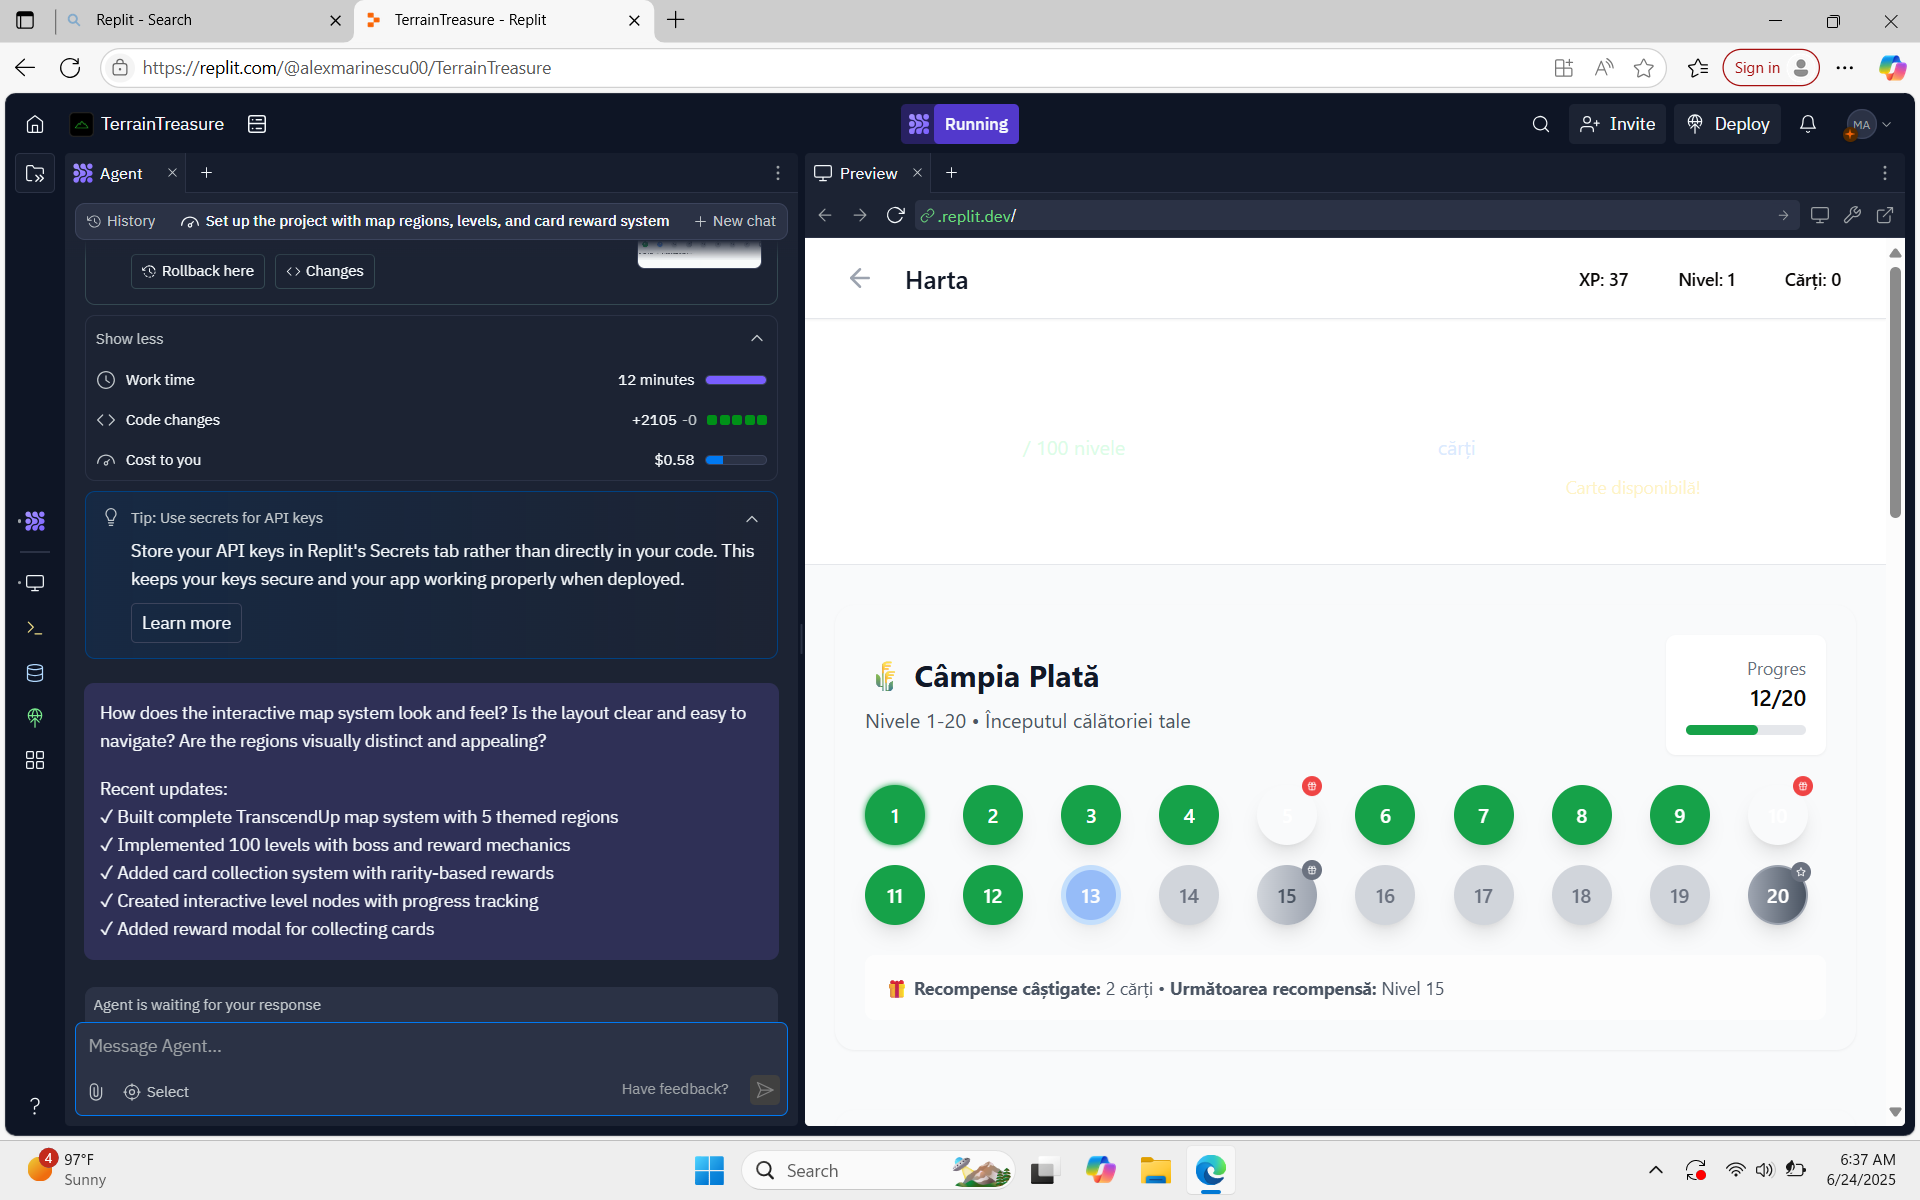 Replit - Search
TerrainTreasure - Replit
https://replit.com/@alexmarinescu00/TerrainTreasure
Sign in
TerrainTreasure
Running
Invite
Deploy
MA
Agent
Preview
History
Set up the project with map regions, levels, and card reward system
New chat
.replit.dev/
Rollback here
Changes
Show less
Work time
12 minutes
Code changes
+2105 -0
Cost to you
$0.58
Tip: Use secrets for API keys
Store your API keys in Replit's Secrets tab rather than directly in your code. This
keeps your keys secure and your app working properly when deployed.
Learn more
How does the interactive map system look and feel? Is the layout clear and easy to
navigate? Are the regions visually distinct and appealing?
Recent updates:
✓ Built complete TranscendUp map system with 5 themed regions
✓ Implemented 100 levels with boss and reward mechanics
✓ Added card collection system with rarity-based rewards
✓ Created interactive level nodes with progress tracking
✓ Added reward modal for collecting cards
Agent is waiting for your response
Message Agent...
Select
Have feedback?
?
Harta
XP: 37
Nivel: 1
Cărți: 0
/ 100 nivele
cărți
Carte disponibilă!
Câmpia Plată
Nivele 1-20 • Începutul călătoriei tale
Progres
12/20
1 2 3 4 5 6 7 8 9 10
11 12 13 14 15 16 17 18 19 20
Recompense câștigate: 2 cărți • Următoarea recompensă: Nivel 15
4
97°F
Sunny
Search
6:37 AM
6/24/2025